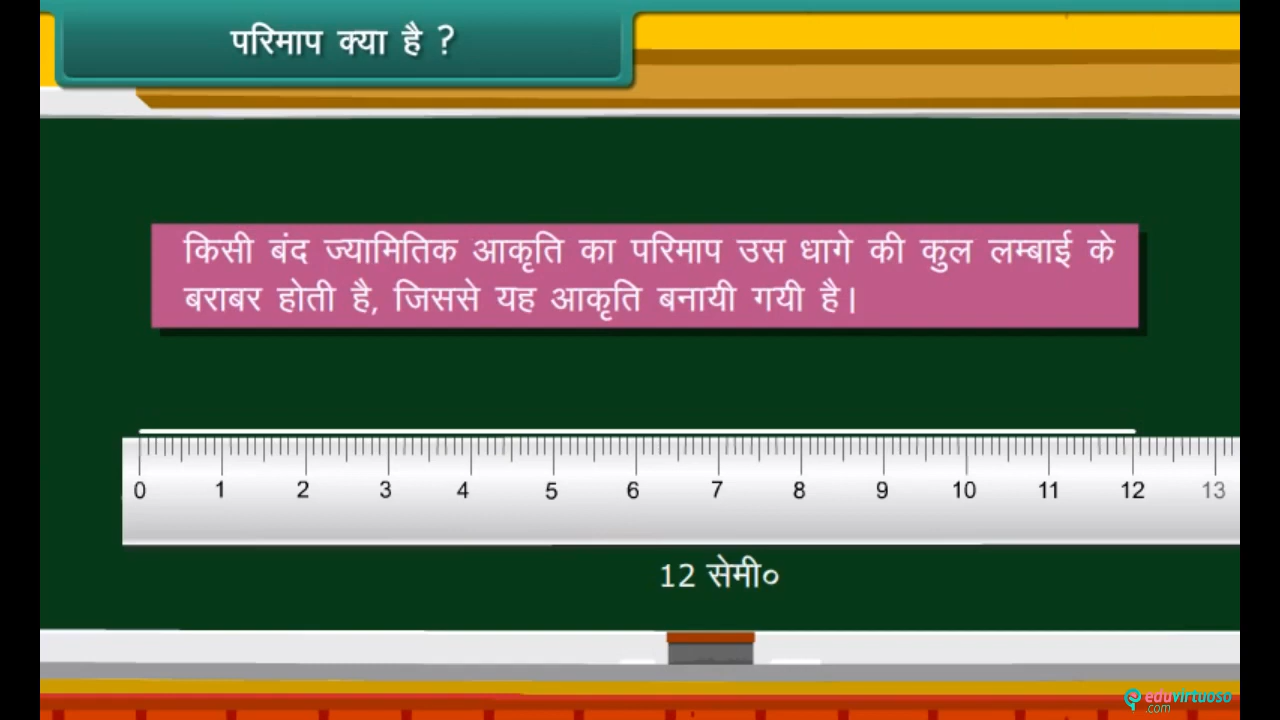 परिमाप क्या है ?
किसी बंद ज्यामितिक आकृति का परिमाप उस धागे की कुल लम्बाई के
बराबर होती है, जिससे यह आकृति बनायी गयी है।
0 1 2 3 4 5 6 7 8 9 10 11 12 13
12 सेमी०
eduvirtuoso
.com